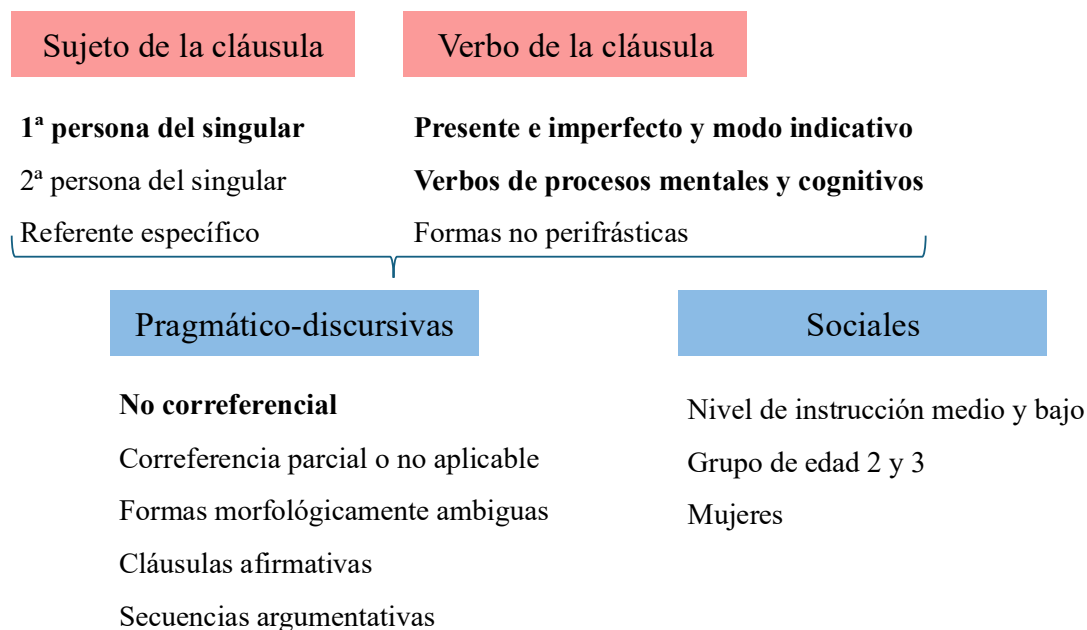 Sujeto de la cláusula
Verbo de la cláusula
1ª persona del singular
2ª persona del singular
Referente específico
Presente e imperfecto y modo indicativo
Verbos de procesos mentales y cognitivos
Formas no perifrásticas
Pragmático-discursivas
No correferencial
Correferencia parcial o no aplicable
Formas morfológicamente ambiguas
Cláusulas afirmativas
Secuencias argumentativas
Sociales
Nivel de instrucción medio y bajo
Grupo de edad 2 y 3
Mujeres